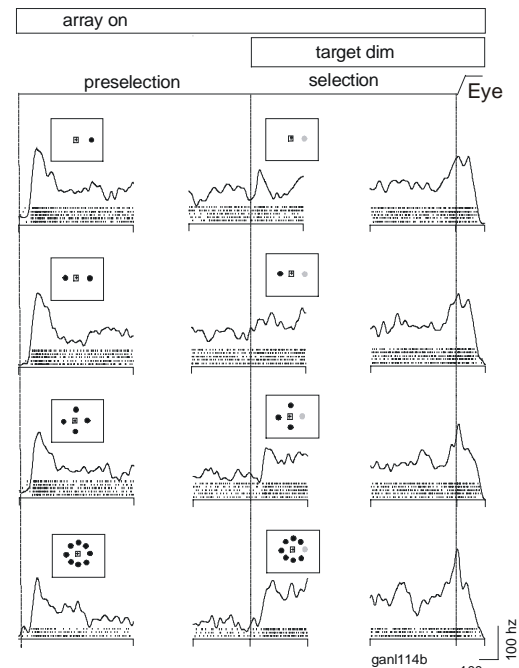 array on
target dim
preselection
selection
Eye
100 hz
ganl114b